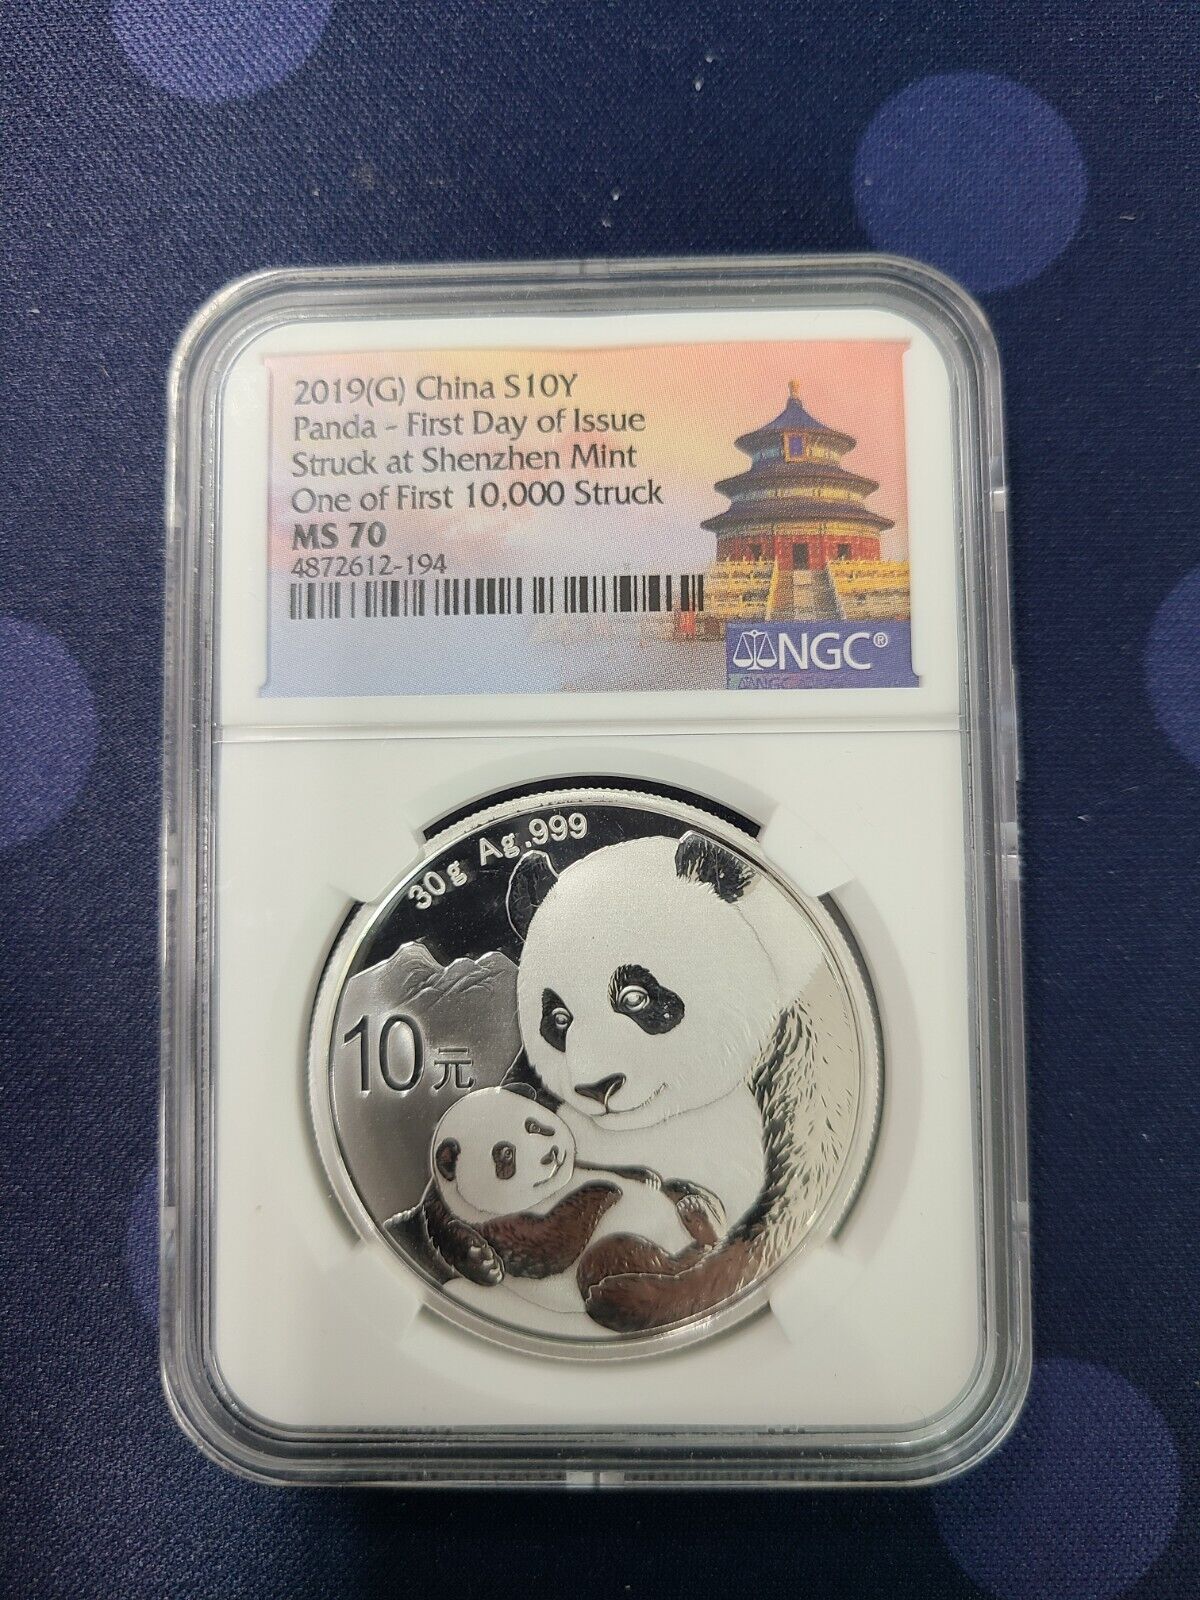 2019(G) China S10Y
Panda - First Day of Issue
Struck at Shenzhen Mint
One of First 10,000 Struck
MS 70
4872612-194
NGC®
NGC
30g Ag.999
10元